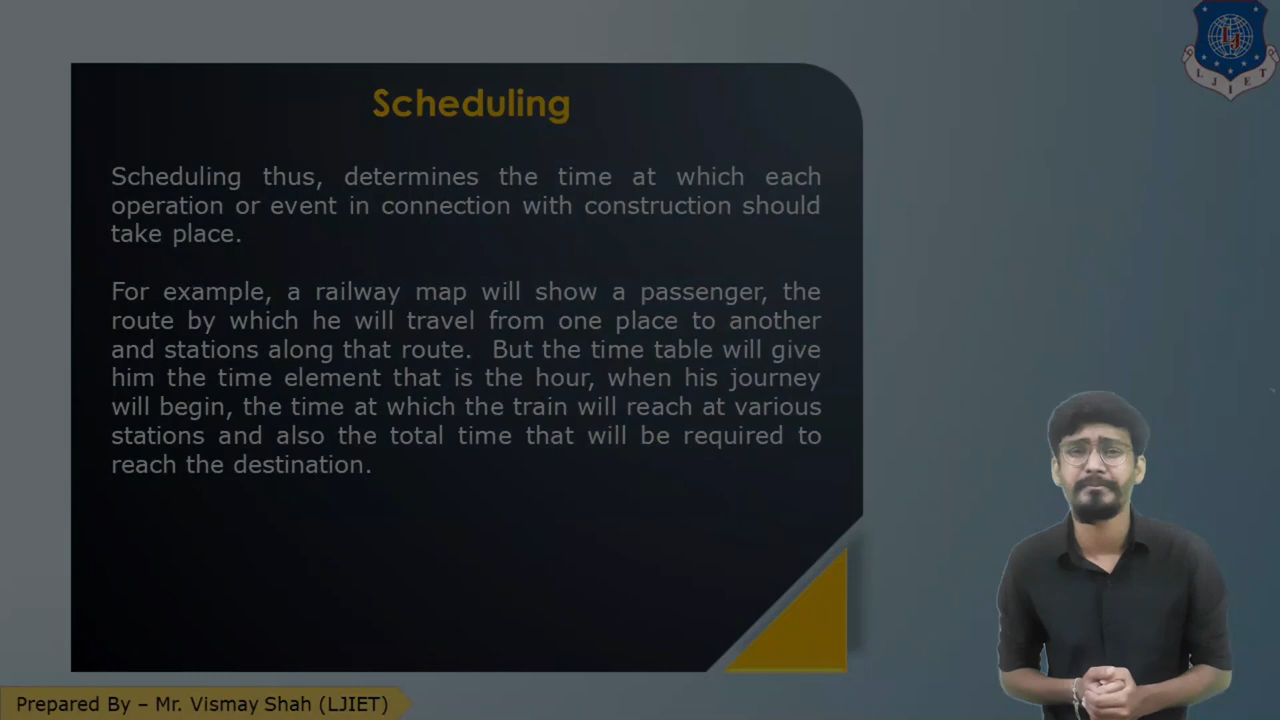 Scheduling
Scheduling thus, determines the time at which each
operation or event in connection with construction should
take place.
For example, a railway map will show a passenger, the
route by which he will travel from one place to another
and stations along that route. But the time table will give
him the time element that is the hour, when his journey
will begin, the time at which the train will reach at various
stations and also the total time that will be required to
reach the destination.
LJ
LJIET
Prepared By – Mr. Vismay Shah (LJIET)